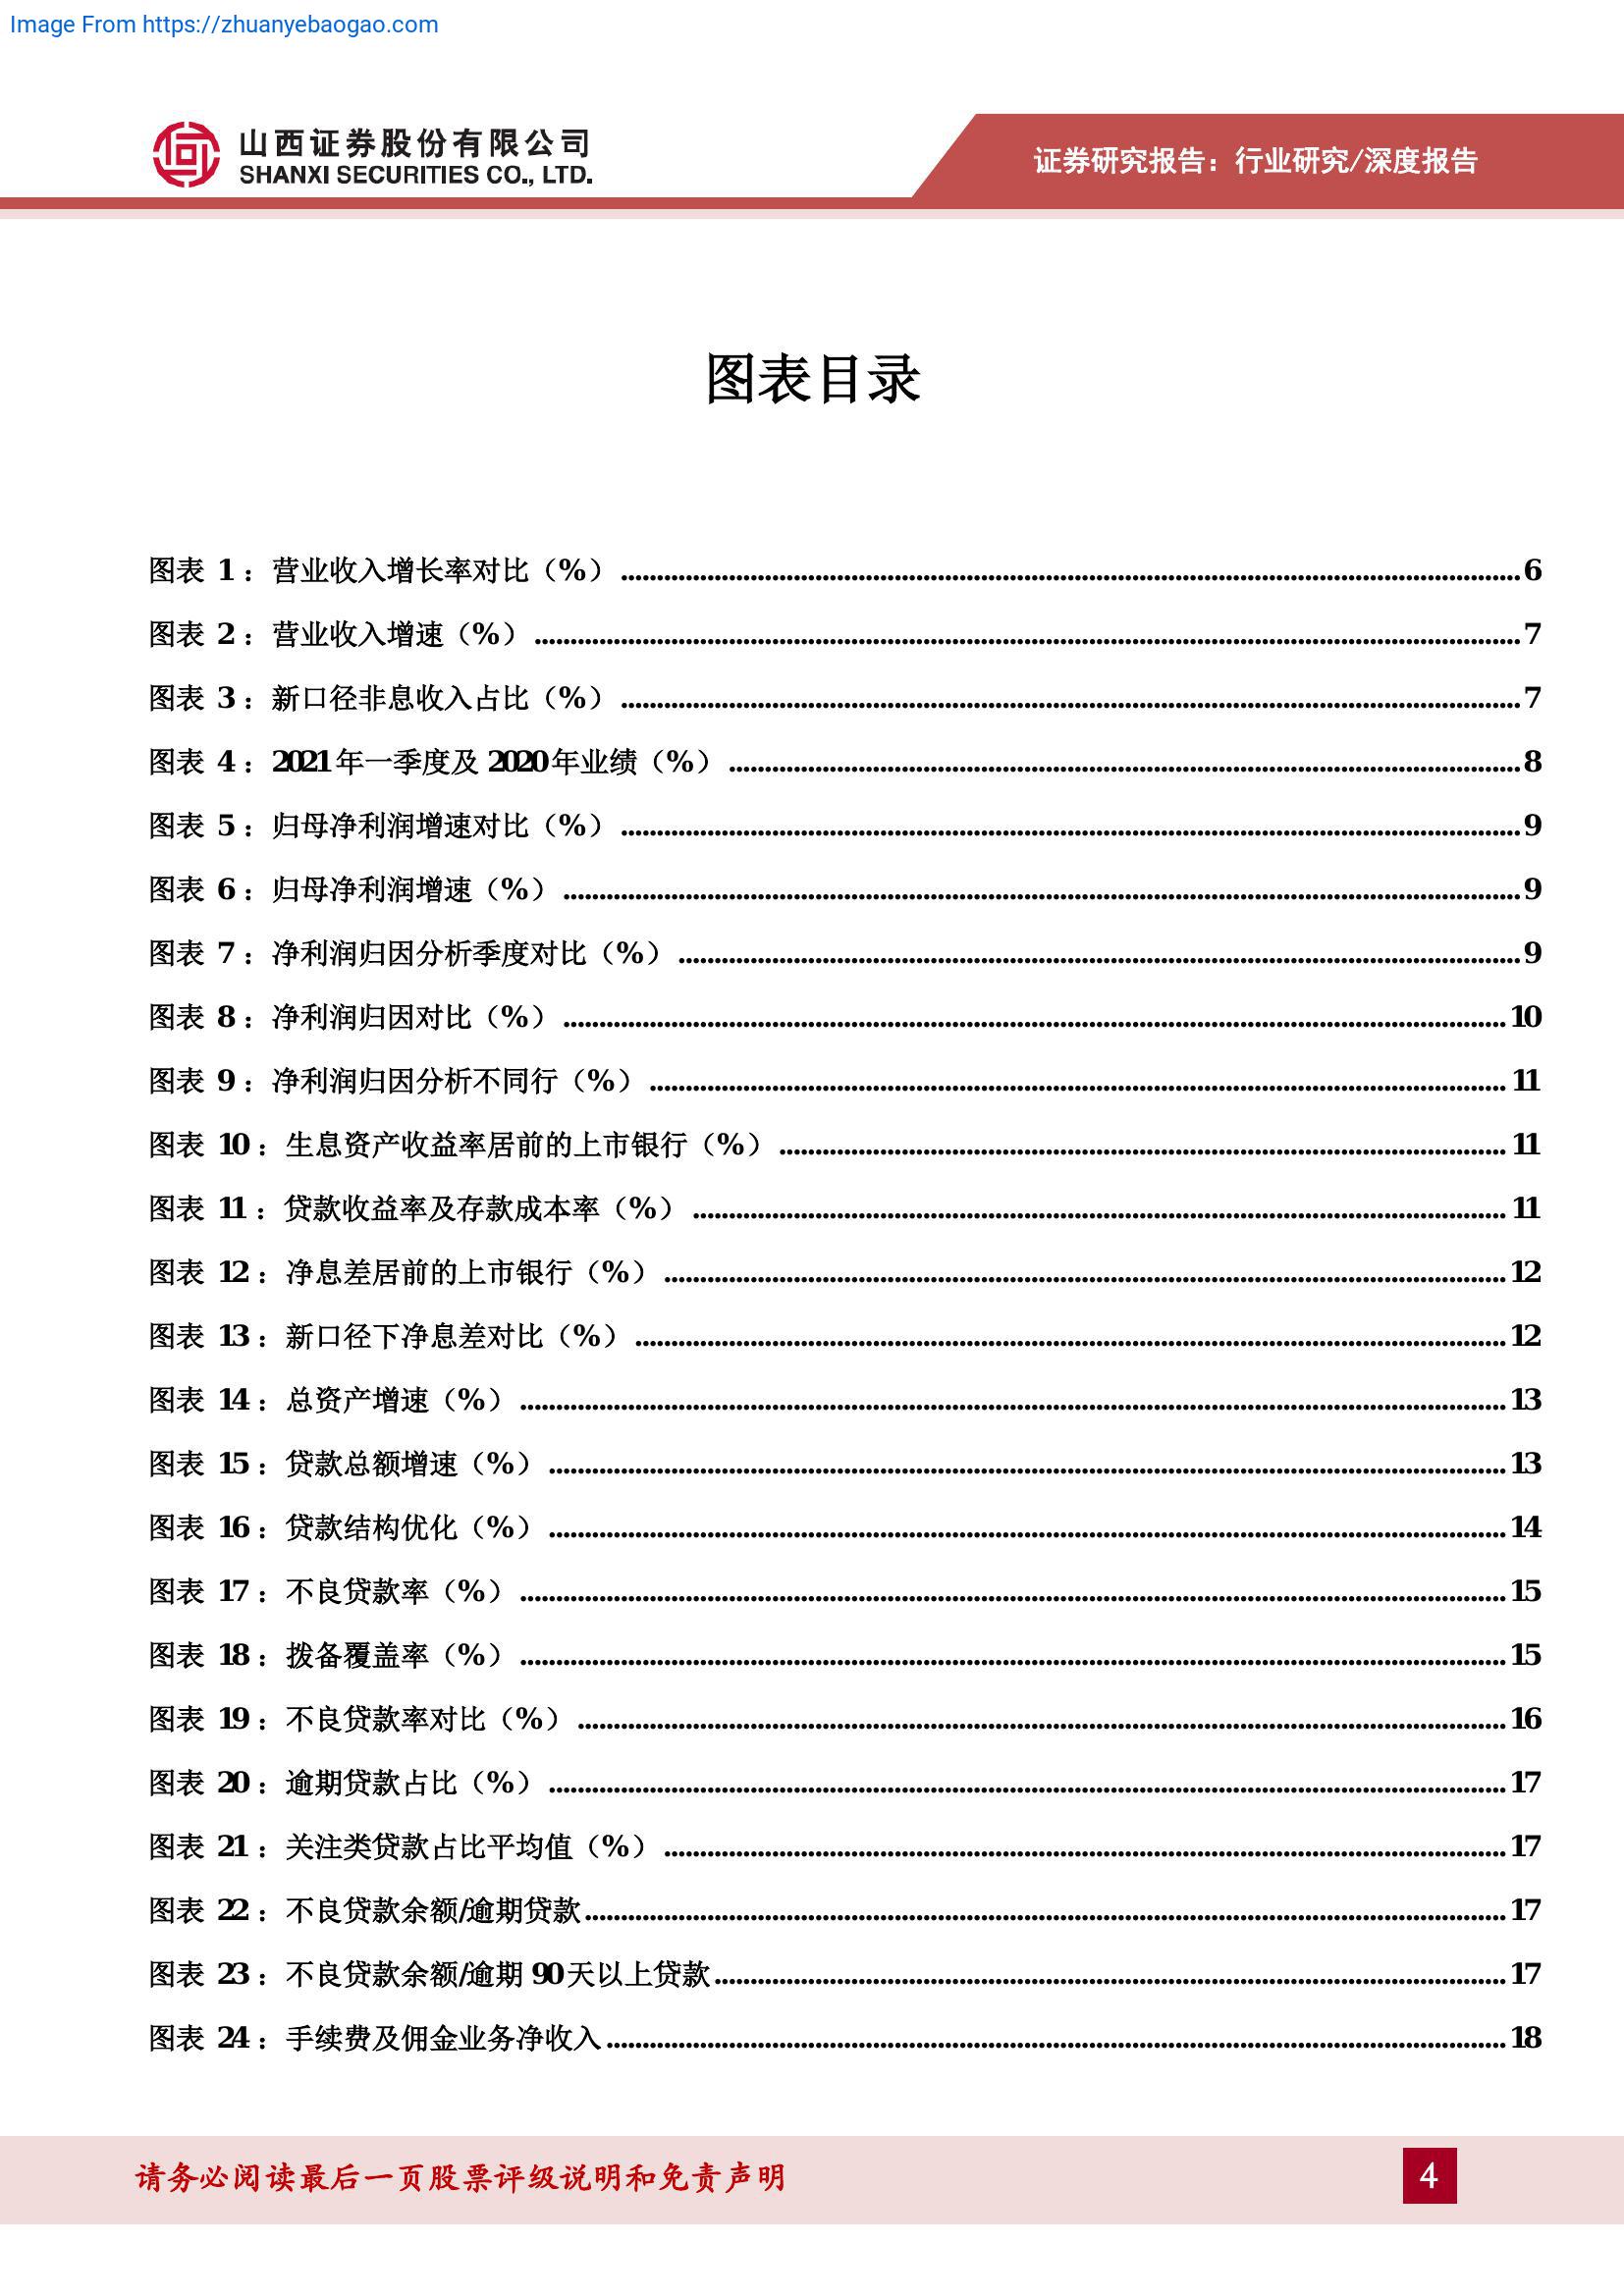 Image From https://zhuanyebaogao.com
山西证券股份有限公司
SHANXI SECURITIES CO., LTD.
证券研究报告：行业研究/深度报告
图表目录
图表 1：营业收入增长率对比（%）........................................6
图表 2：营业收入增速（%）........................................7
图表 3：新口径非息收入占比（%）........................................7
图表 4：2021 年一季度及 2020 年业绩（%）........................................8
图表 5：归母净利润增速对比（%）........................................9
图表 6：归母净利润增速（%）........................................9
图表 7：净利润归因分析季度对比（%）........................................9
图表 8：净利润归因对比（%）........................................10
图表 9：净利润归因分析不同行（%）........................................11
图表 10：生息资产收益率居前的上市银行（%）........................................11
图表 11：贷款收益率及存款成本率（%）........................................11
图表 12：净息差居前的上市银行（%）........................................12
图表 13：新口径下净息差对比（%）........................................12
图表 14：总资产增速（%）........................................13
图表 15：贷款总额增速（%）........................................13
图表 16：贷款结构优化（%）........................................14
图表 17：不良贷款率（%）........................................15
图表 18：拨备覆盖率（%）........................................15
图表 19：不良贷款率对比（%）........................................16
图表 20：逾期贷款占比（%）........................................17
图表 21：关注类贷款占比平均值（%）........................................17
图表 22：不良贷款余额/逾期贷款........................................17
图表 23：不良贷款余额/逾期 90 天以上贷款........................................17
图表 24：手续费及佣金业务净收入........................................18
请务必阅读最后一页股票评级说明和免责声明
4